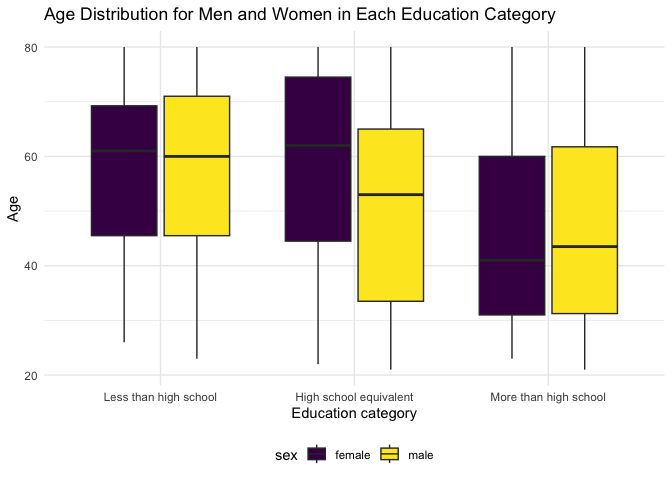 Age Distribution for Men and Women in Each Education Category
80
60
40
20
Age
Less than high school
High school equivalent
More than high school
Education category
sex female male